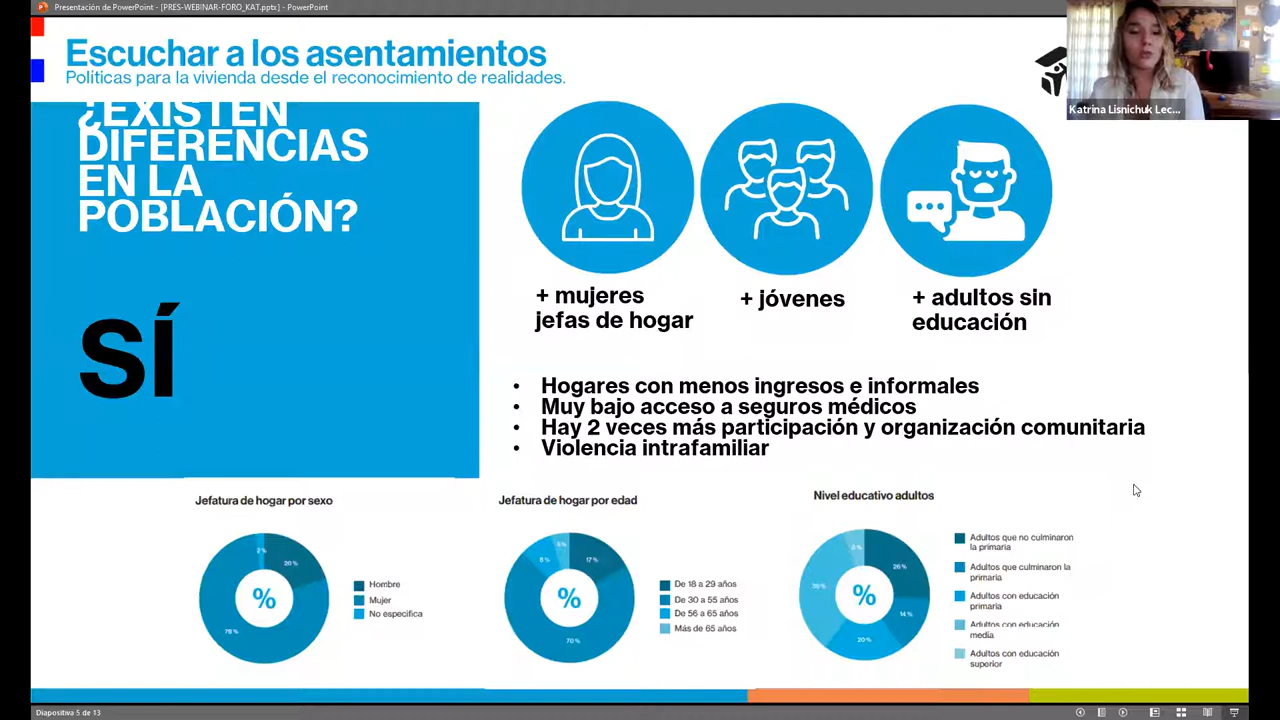 Presentación de PowerPoint - [PRES-WEBINAR-FORO_KAT.pptx] - PowerPoint
Escuchar a los asentamientos
Políticas para la vivienda desde el reconocimiento de realidades.
Katrina Lisnichuk Lec...
¿EXISTEN
DIFERENCIAS
EN LA
POBLACIÓN?
SÍ
+ mujeres
jefas de hogar
+ jóvenes
+ adultos sin
educación
• Hogares con menos ingresos e informales
• Muy bajo acceso a seguros médicos
• Hay 2 veces más participación y organización comunitaria
• Violencia intrafamiliar
Jefatura de hogar por sexo
2%
20%
78%
%
Hombre
Mujer
No especifica
Jefatura de hogar por edad
17%
70%
%
De 18 a 29 años
De 30 a 55 años
De 56 a 65 años
Más de 65 años
Nivel educativo adultos
26%
14%
20%
%
Adultos que no culminaron
la primaria
Adultos que culminaron la
primaria
Adultos con educación
primaria
Adultos con educación
media
Adultos con educación
superior
Diapositiva 5 de 13